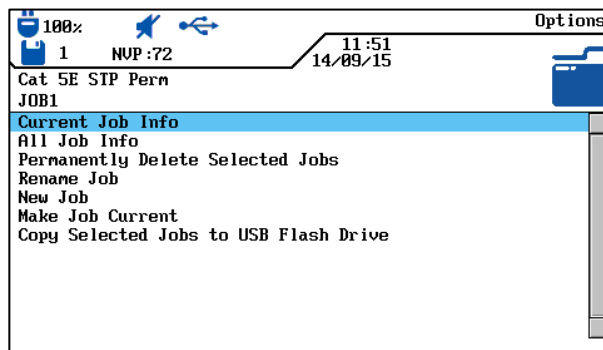 100%
Options
1 NVP:72
11:51
14/09/15
Cat 5E STP Perm
JOB1
Current Job Info
All Job Info
Permanently Delete Selected Jobs
Rename Job
New Job
Make Job Current
Copy Selected Jobs to USB Flash Drive